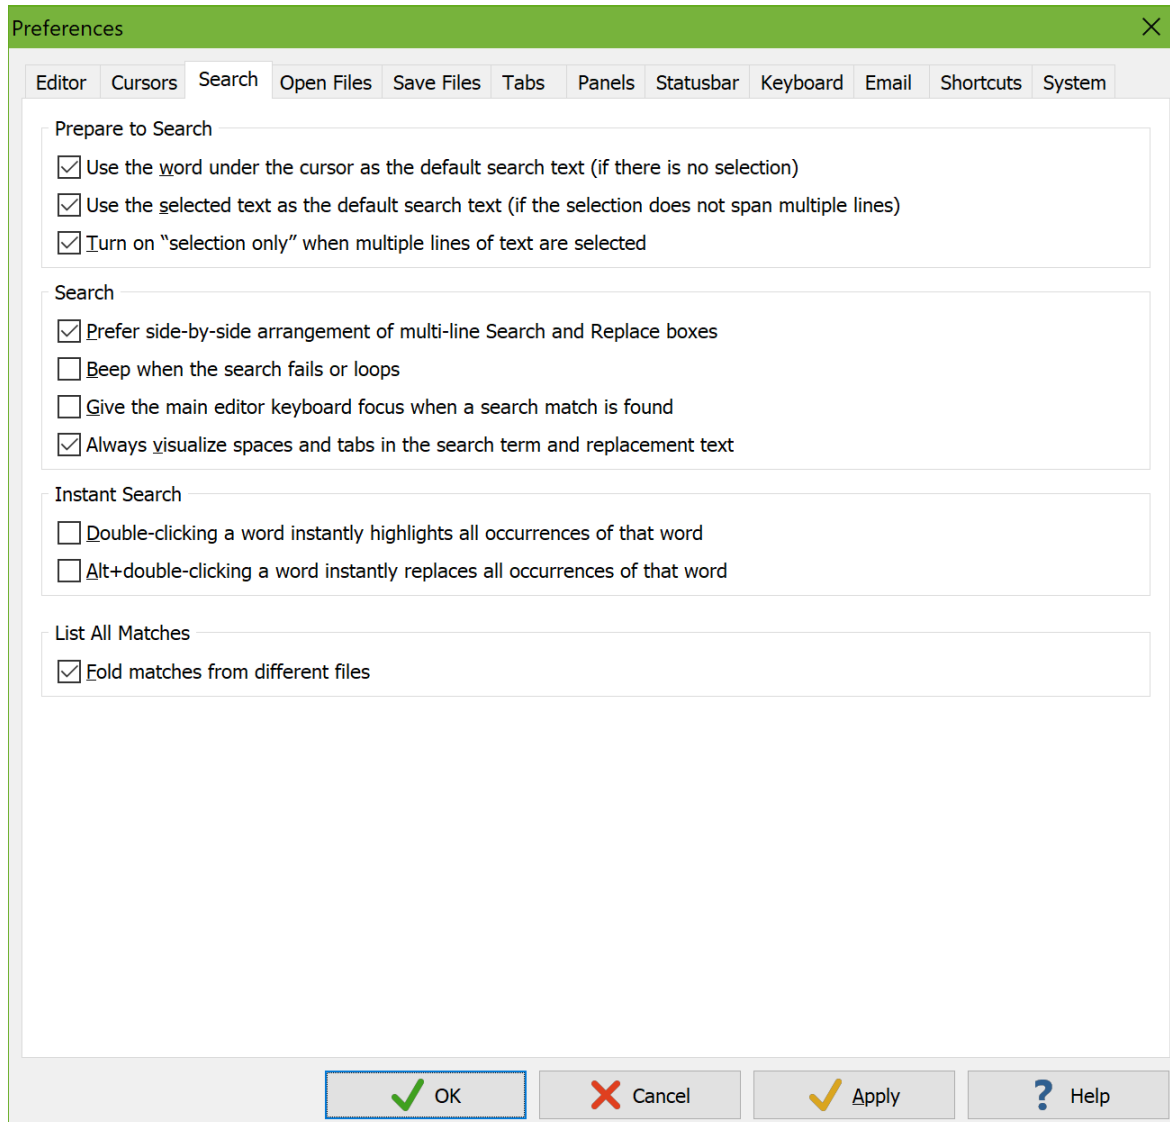 Preferences
Editor Cursors Search Open Files Save Files Tabs Panels Statusbar Keyboard Email Shortcuts System
Prepare to Search
Use the word under the cursor as the default search text (if there is no selection)
Use the selected text as the default search text (if the selection does not span multiple lines)
Turn on “selection only” when multiple lines of text are selected
Search
Prefer side-by-side arrangement of multi-line Search and Replace boxes
Beep when the search fails or loops
Give the main editor keyboard focus when a search match is found
Always visualize spaces and tabs in the search term and replacement text
Instant Search
Double-clicking a word instantly highlights all occurrences of that word
Alt+double-clicking a word instantly replaces all occurrences of that word
List All Matches
Fold matches from different files
OK Cancel Apply ? Help